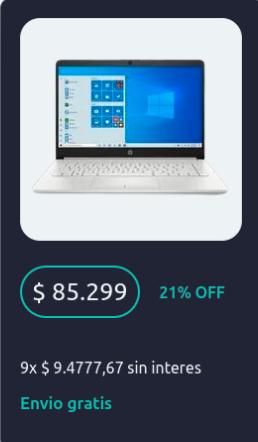 $ 85.299
21% OFF
9x $ 9.4777,67 sin interes
Envio gratis